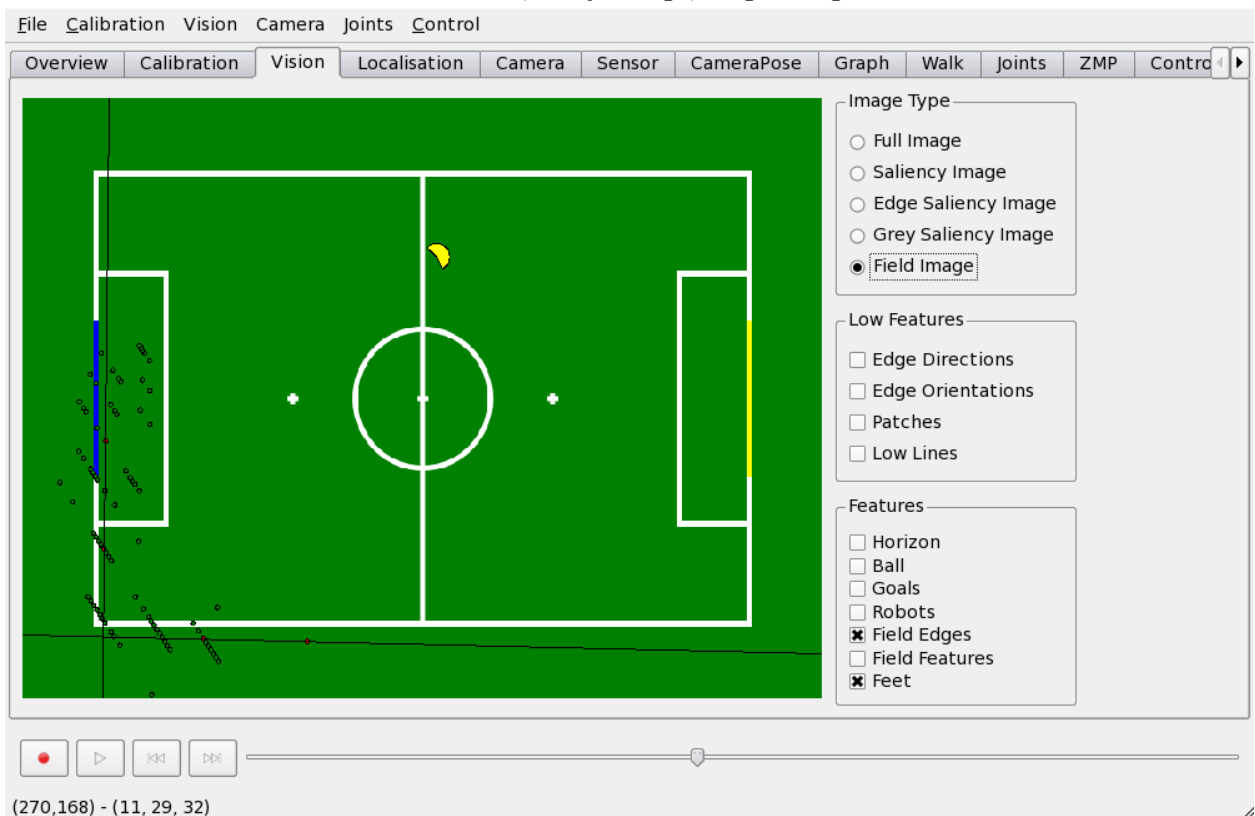 File Calibration Vision Camera Joints Control
Overview Calibration Vision Localisation Camera Sensor CameraPose Graph Walk Joints ZMP
Image Type
Full Image
Saliency Image
Edge Saliency Image
Grey Saliency Image
Field Image
Low Features
Edge Directions
Edge Orientations
Patches
Low Lines
Features
Horizon
Ball
Goals
Robots
Field Edges
Field Features
Feet
(270,168) - (11, 29, 32)